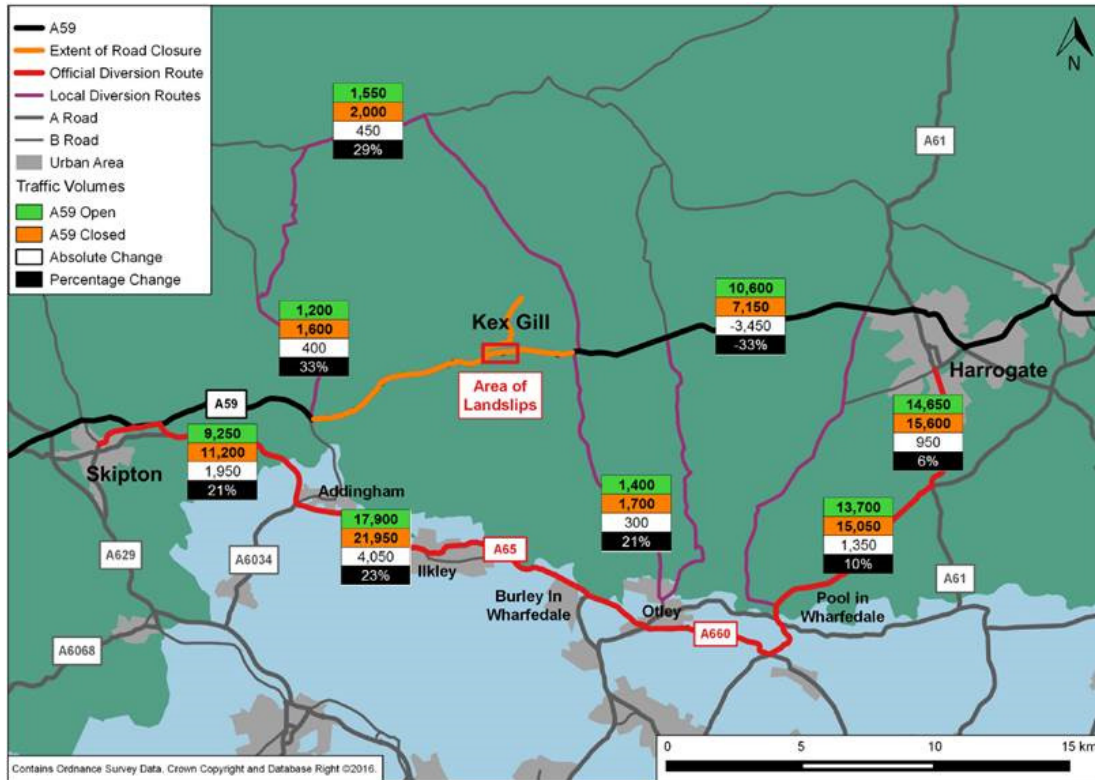 A59
Extent of Road Closure
Official Diversion Route
Local Diversion Routes
A Road
B Road
Urban Area
Traffic Volumes
A59 Open
A59 Closed
Absolute Change
Percentage Change
N
1,550
2,000
450
29%
A61
1,200
1,600
400
33%
Kex Gill
Area of
Landslips
10,600
7,150
-3,450
-33%
Harrogate
A59
14,650
15,600
950
6%
Skipton
9,250
11,200
1,950
21%
Addingham
17,900
21,950
4,050
23%
1,400
1,700
300
21%
13,700
15,050
1,350
10%
A629
A6034
Ilkley
A65
Burley In
Wharfedale
Otley
A660
Pool in
Wharfedale
A61
A6068
0
5
10
15 km
Contains Ordnance Survey Data. Crown Copyright and Database Right ©2016.